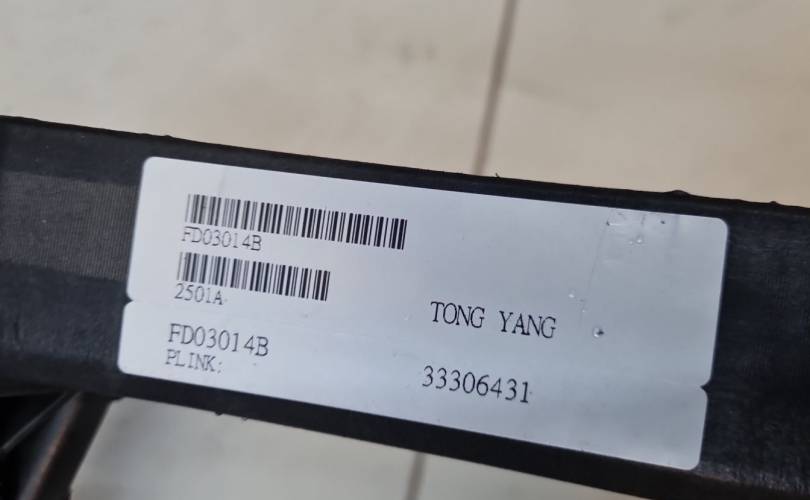 FD03014B
2501A
TONG YANG
FD03014B
PLINK:
33306431